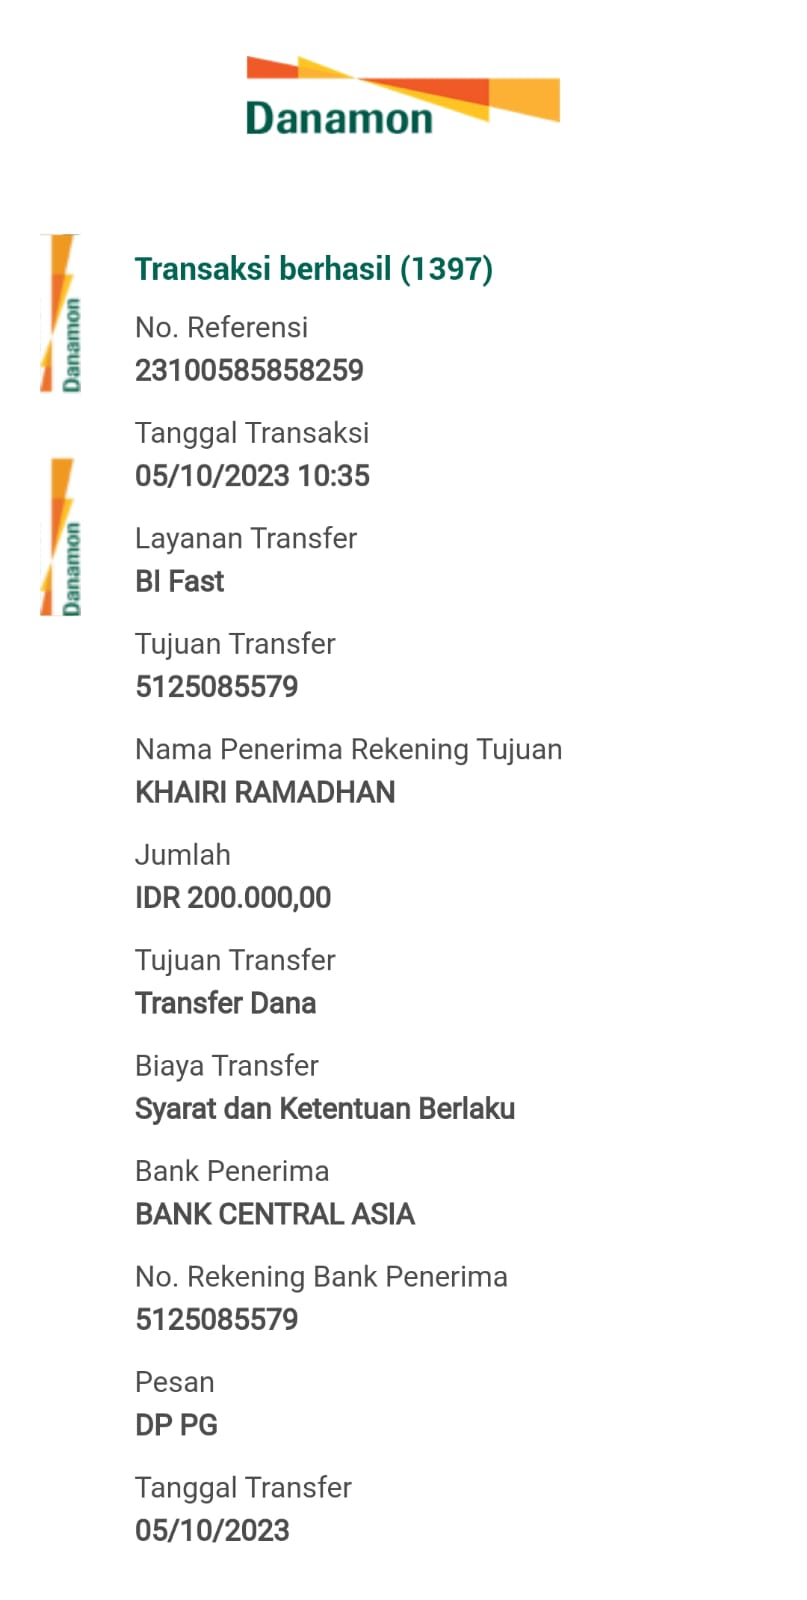 Danamon
Danamon
Danamon
Transaksi berhasil (1397)
No. Referensi
23100585858259
Tanggal Transaksi
05/10/2023 10:35
Layanan Transfer
BI Fast
Tujuan Transfer
5125085579
Nama Penerima Rekening Tujuan
KHAIRI RAMADHAN
Jumlah
IDR 200.000,00
Tujuan Transfer
Transfer Dana
Biaya Transfer
Syarat dan Ketentuan Berlaku
Bank Penerima
BANK CENTRAL ASIA
No. Rekening Bank Penerima
5125085579
Pesan
DP PG
Tanggal Transfer
05/10/2023